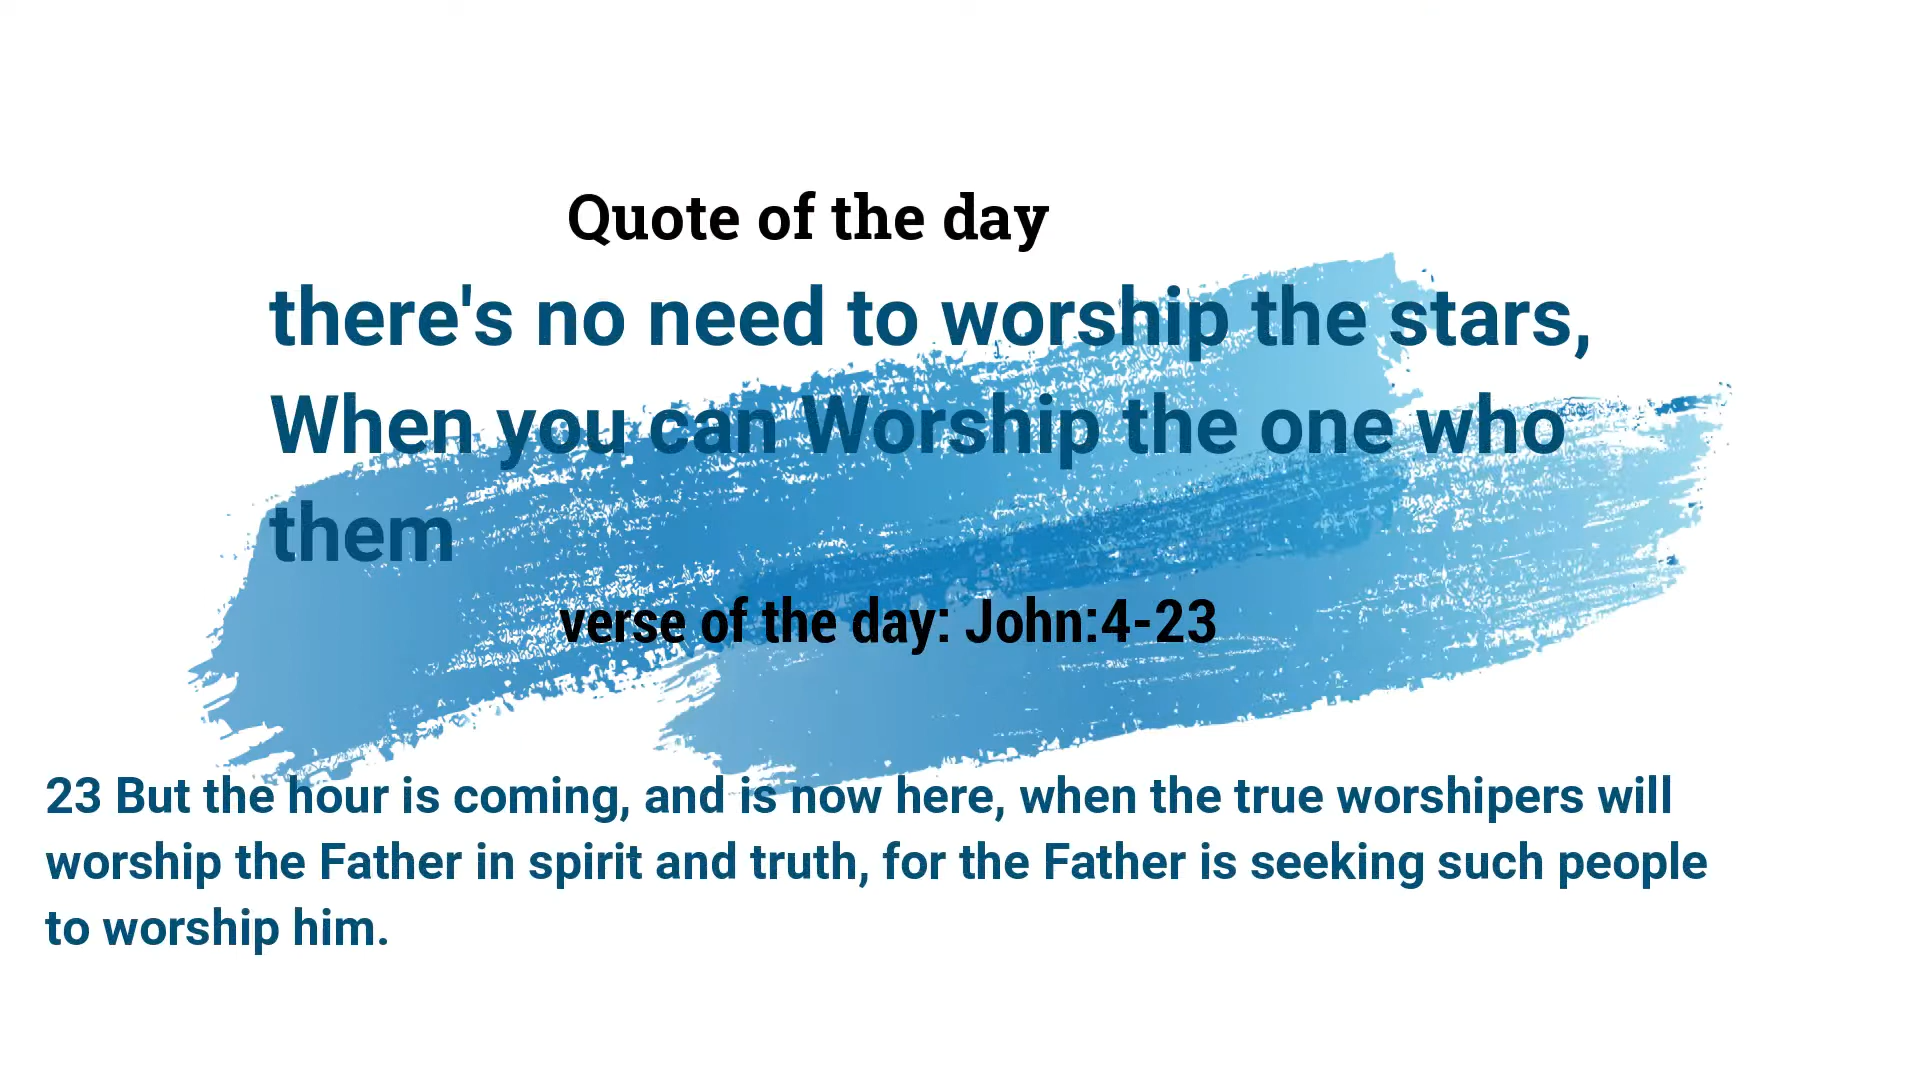 Quote of the day
there's no need to worship the stars,
When you can Worship the one who
them
verse of the day: John:4-23
23 But the hour is coming, and is now here, when the true worshipers will
worship the Father in spirit and truth, for the Father is seeking such people
to worship him.